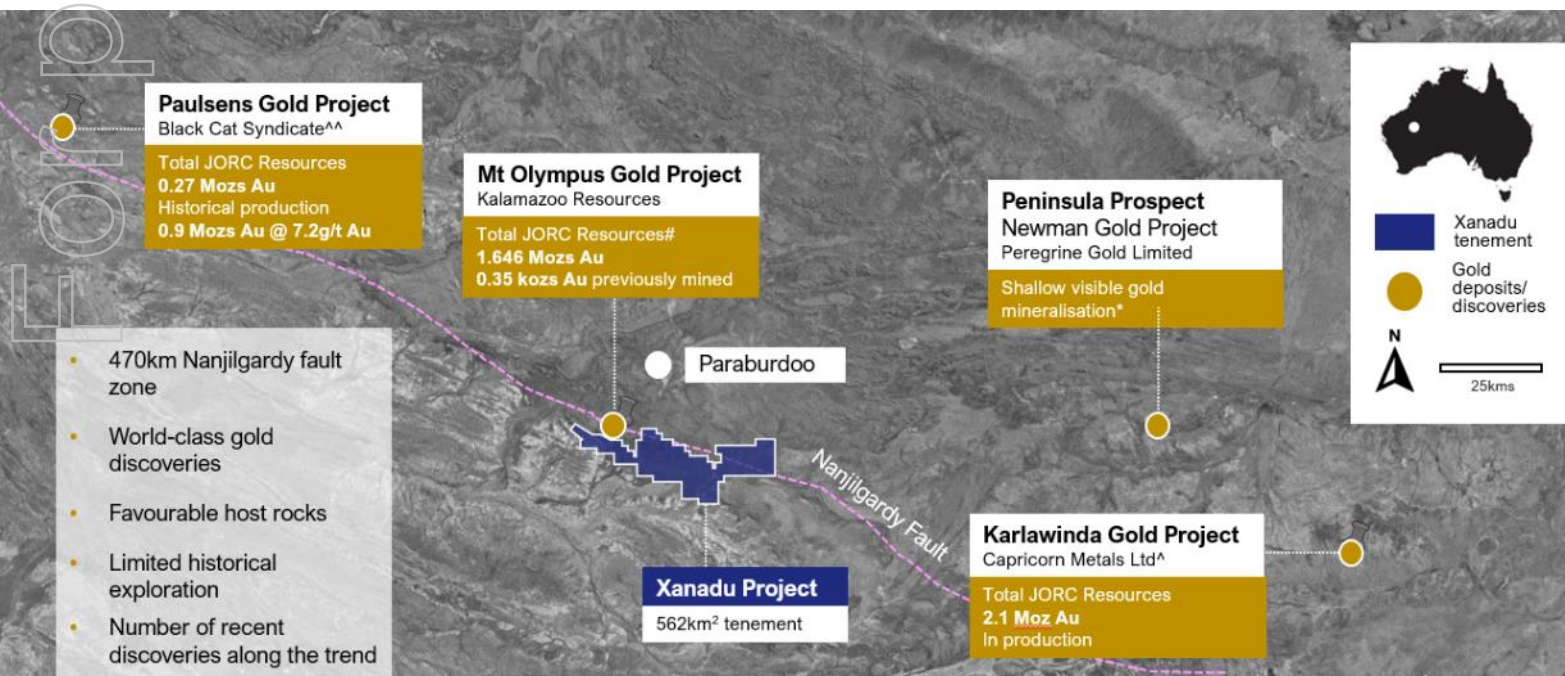 For p
Paulsens Gold Project
Black Cat Syndicate^^
Total JORC Resources
0.27 Mozs Au
Historical production
0.9 Mozs Au @ 7.2g/t Au
Mt Olympus Gold Project
Kalamazoo Resources
Total JORC Resources#
1.646 Mozs Au
0.35 kozs Au previously mined
Peninsula Prospect
Newman Gold Project
Peregrine Gold Limited
Shallow visible gold
mineralisation*
Xanadu
tenement
Gold
deposits/
discoveries
N
25kms
Paraburdoo
• 470km Nanjilgardy fault
zone
• World-class gold
discoveries
• Favourable host rocks
• Limited historical
exploration
• Number of recent
discoveries along the trend
Nanjilgardy Fault
Xanadu Project
562km² tenement
Karlawinda Gold Project
Capricorn Metals Ltd^
Total JORC Resources
2.1 Moz Au
In production